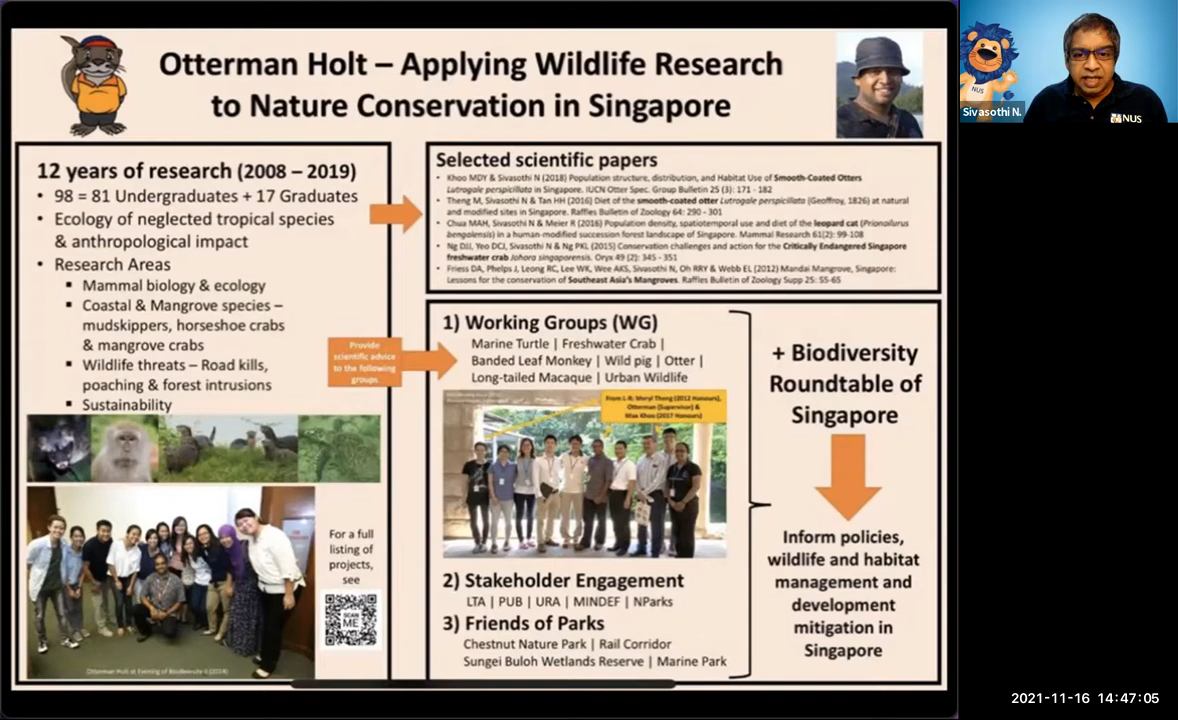 Otterman Holt – Applying Wildlife Research
to Nature Conservation in Singapore
12 years of research (2008 – 2019)
• 98 = 81 Undergraduates + 17 Graduates
• Ecology of neglected tropical species
& anthropological impact
• Research Areas
▪ Mammal biology & ecology
▪ Coastal & Mangrove species –
mudskippers, horseshoe crabs
& mangrove crabs
▪ Wildlife threats – Road kills,
poaching & forest intrusions
▪ Sustainability
For a full
listing of
projects,
see
SCAN
ME
Otterman Holt at Evening of Biodiversity II (2014)
Provide
scientific advice
to the following
groups
Selected scientific papers
• Khoo MDY & Sivasothi N (2018) Population structure, distribution, and Habitat Use of Smooth-Coated Otters
Lutrogale perspicillata in Singapore. IUCN Otter Spec. Group Bulletin 25 (3): 171 - 182
• Theng M, Sivasothi N & Tan HH (2016) Diet of the smooth-coated otter Lutrogale perspicillata (Geoffroy, 1826) at natural
and modified sites in Singapore. Raffles Bulletin of Zoology 64: 290 - 301
• Chua MAH, Sivasothi N & Meier R (2016) Population density, spatiotemporal use and diet of the leopard cat (Prionailurus
bengalensis) in a human-modified succession forest landscape of Singapore. Mammal Research 61(2): 99-108
• Ng DJJ, Yeo DCJ, Sivasothi N & Ng PKL (2015) Conservation challenges and action for the Critically Endangered Singapore
freshwater crab Johora singaporensis. Oryx 49 (2): 345 - 351
• Friess DA, Phelps J, Leong RC, Lee WK, Wee AKS, Sivasothi N, Oh RRY & Webb EL (2012) Mandai Mangrove, Singapore:
Lessons for the conservation of Southeast Asia's Mangroves. Raffles Bulletin of Zoology Supp 25: 55-65
1) Working Groups (WG)
Marine Turtle | Freshwater Crab |
Banded Leaf Monkey | Wild pig | Otter |
Long-tailed Macaque | Urban Wildlife
From L-R: Meryl Theng (2012 Honours),
Otterman (Supervisor) &
Max Khoo (2017 Honours)
2) Stakeholder Engagement
LTA | PUB | URA | MINDEF | NParks
3) Friends of Parks
Chestnut Nature Park | Rail Corridor
Sungei Buloh Wetlands Reserve | Marine Park
+ Biodiversity
Roundtable of
Singapore
Inform policies,
wildlife and habitat
management and
development
mitigation in
Singapore
NUS
Sivasothi N.
NUS
2021-11-16 14:47:05